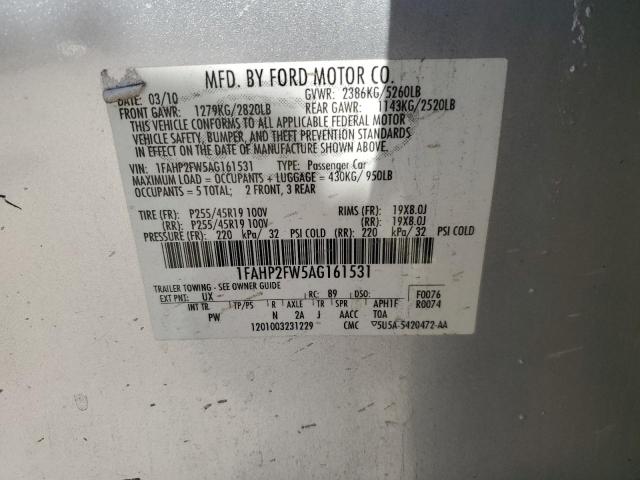 MFD. BY FORD MOTOR CO.
DATE: 03/10 GVWR: 2386KG/5260LB
FRONT GAWR: 1279KG/2820LB REAR GAWR: 1143KG/2520LB
THIS VEHICLE CONFORMS TO ALL APPLICABLE FEDERAL MOTOR
VEHICLE SAFETY, BUMPER, AND THEFT PREVENTION STANDARDS
IN EFFECT ON THE DATE OF MANUFACTURE SHOWN ABOVE.
VIN: 1FAHP2FW5AG161531 TYPE: Passenger Car
MAXIMUM LOAD = OCCUPANTS + LUGGAGE = 430KG/ 950LB
OCCUPANTS = 5 TOTAL; 2 FRONT, 3 REAR
TIRE (FR): P255/45R19 100V RIMS (FR): 19X8.0J
(RR): P255/45R19 100V (RR): 19X8.0J
PRESSURE (FR): 220 kPa/ 32 PSI COLD (RR): 220 kPa/ 32 PSI COLD
1FAHP2FW5AG161531
TRAILER TOWING - SEE OWNER GUIDE
EXT PNT: UX RC: 89 DSO: F0076
INT TR TP/PS R AXLE TR SPR APH1F R0074
PW N 2A J AACC TOA
1201003231229 CMC 5U5A-5420472-AA